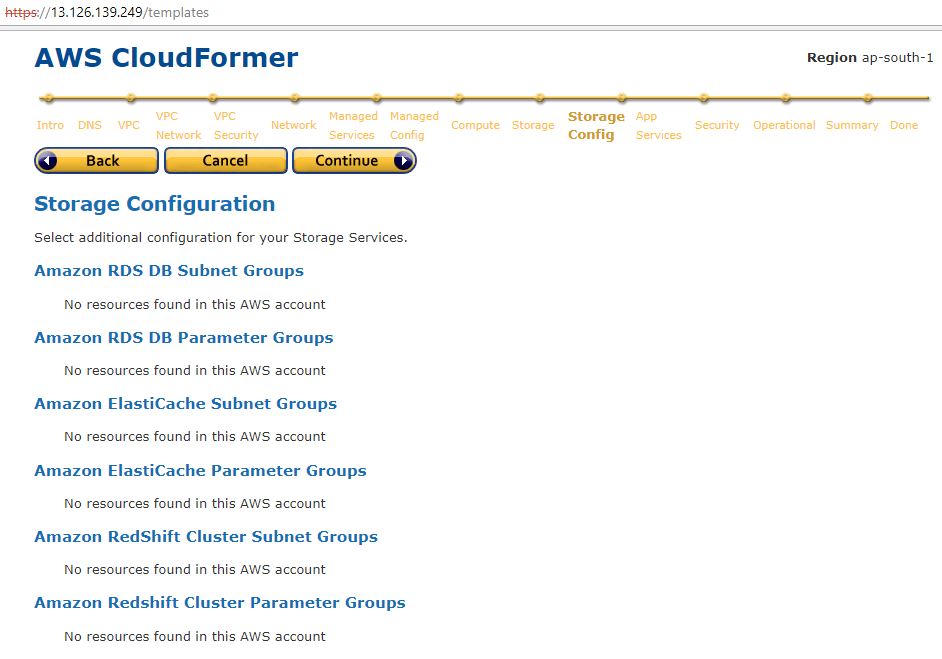 https://13.126.139.249/templates
AWS CloudFormer
Region ap-south-1
Intro
DNS
VPC
VPC
Network
VPC
Security
Network
Managed
Services
Managed
Config
Compute
Storage
Storage
Config
App
Services
Security
Operational
Summary
Done
Back
Cancel
Continue
Storage Configuration
Select additional configuration for your Storage Services.
Amazon RDS DB Subnet Groups
No resources found in this AWS account
Amazon RDS DB Parameter Groups
No resources found in this AWS account
Amazon ElastiCache Subnet Groups
No resources found in this AWS account
Amazon ElastiCache Parameter Groups
No resources found in this AWS account
Amazon RedShift Cluster Subnet Groups
No resources found in this AWS account
Amazon Redshift Cluster Parameter Groups
No resources found in this AWS account